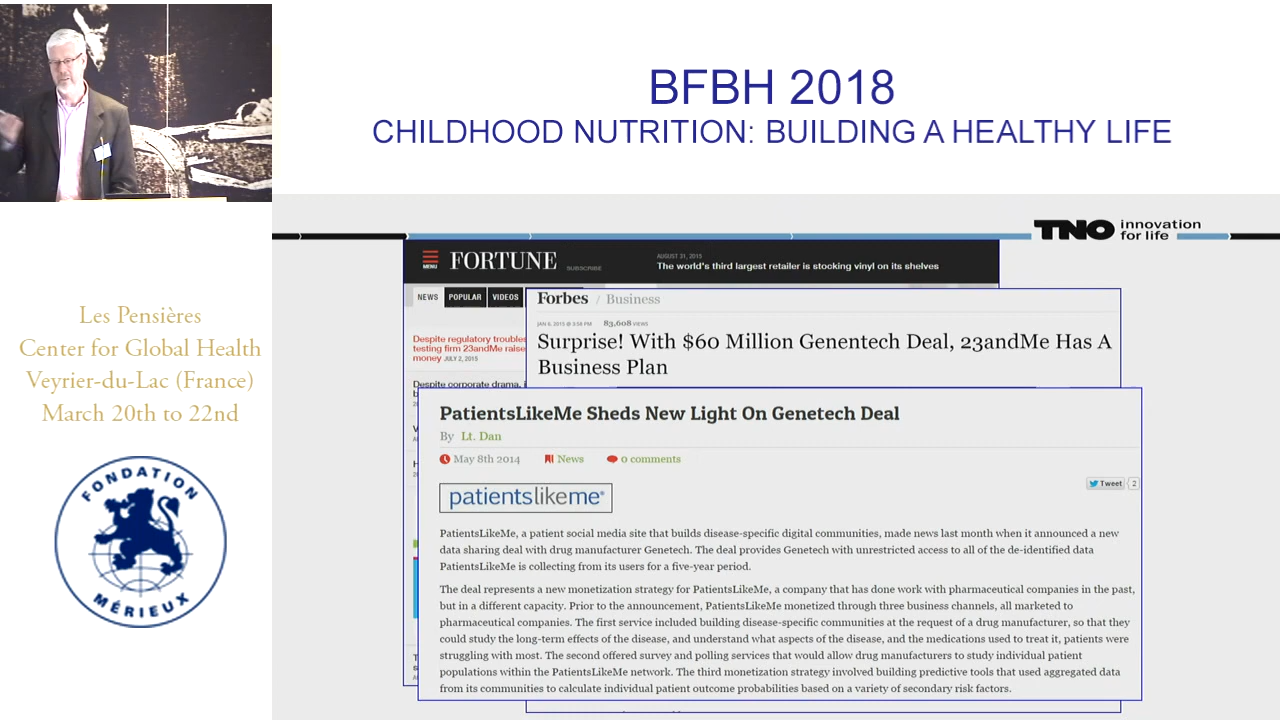 BFBH 2018
CHILDHOOD NUTRITION: BUILDING A HEALTHY LIFE
Les Pensières
Center for Global Health
Veyrier-du-Lac (France)
March 20th to 22nd
FONDATION
MÉRIEUX
TNO innovation
for life
MENU
FORTUNE
SUBSCRIBE
AUGUST 31, 2015
The world's third largest retailer is stocking vinyl on its shelves
NEWS POPULAR VIDEOS
Despite regulatory troubles
testing firm 23andMe raise
money JULY 2, 2015
Despite corporate drama,
Forbes / Business
JAN 6, 2015 @ 3:58 PM 83,608 VIEWS
Surprise! With $60 Million Genentech Deal, 23andMe Has A
Business Plan
PatientsLikeMe Sheds New Light On Genetech Deal
By Lt. Dan
May 8th 2014 News 0 comments
Tweet 2
patientslikeme®
PatientsLikeMe, a patient social media site that builds disease-specific digital communities, made news last month when it announced a new
data sharing deal with drug manufacturer Genetech. The deal provides Genetech with unrestricted access to all of the de-identified data
PatientsLikeMe is collecting from its users for a five-year period.
The deal represents a new monetization strategy for PatientsLikeMe, a company that has done work with pharmaceutical companies in the past,
but in a different capacity. Prior to the announcement, PatientsLikeMe monetized through three business channels, all marketed to
pharmaceutical companies. The first service included building disease-specific communities at the request of a drug manufacturer, so that they
could study the long-term effects of the disease, and understand what aspects of the disease, and the medications used to treat it, patients were
struggling with most. The second offered survey and polling services that would allow drug manufacturers to study individual patient
populations within the PatientsLikeMe network. The third monetization strategy involved building predictive tools that used aggregated data
from its communities to calculate individual patient outcome probabilities based on a variety of secondary risk factors.